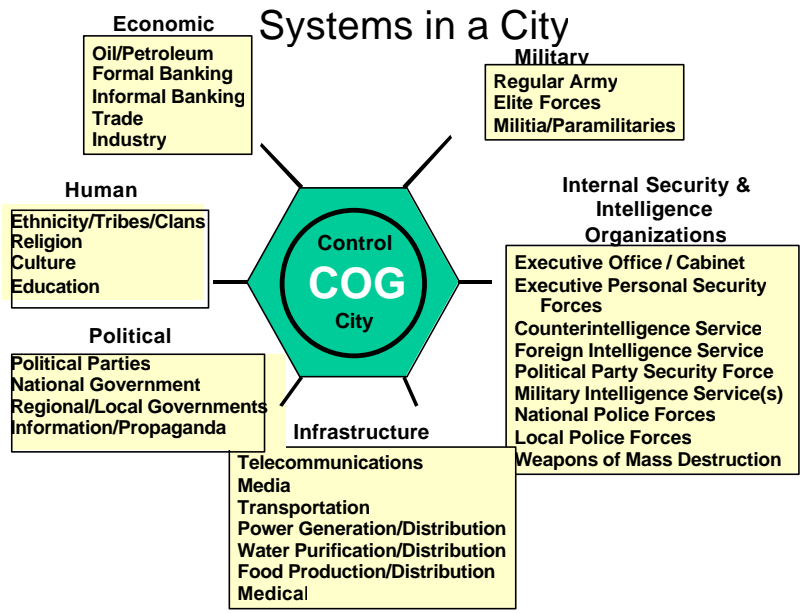 Systems in a City
Economic
Oil/Petroleum
Formal Banking
Informal Banking
Trade
Industry
Military
Regular Army
Elite Forces
Militia/Paramilitaries
Human
Ethnicity/Tribes/Clans
Religion
Culture
Education
Control
COG
City
Internal Security &
Intelligence
Organizations
Executive Office / Cabinet
Executive Personal Security
Forces
Counterintelligence Service
Foreign Intelligence Service
Political Party Security Force
Military Intelligence Service(s)
National Police Forces
Local Police Forces
Weapons of Mass Destruction
Political
Political Parties
National Government
Regional/Local Governments
Information/Propaganda
Infrastructure
Telecommunications
Media
Transportation
Power Generation/Distribution
Water Purification/Distribution
Food Production/Distribution
Medical